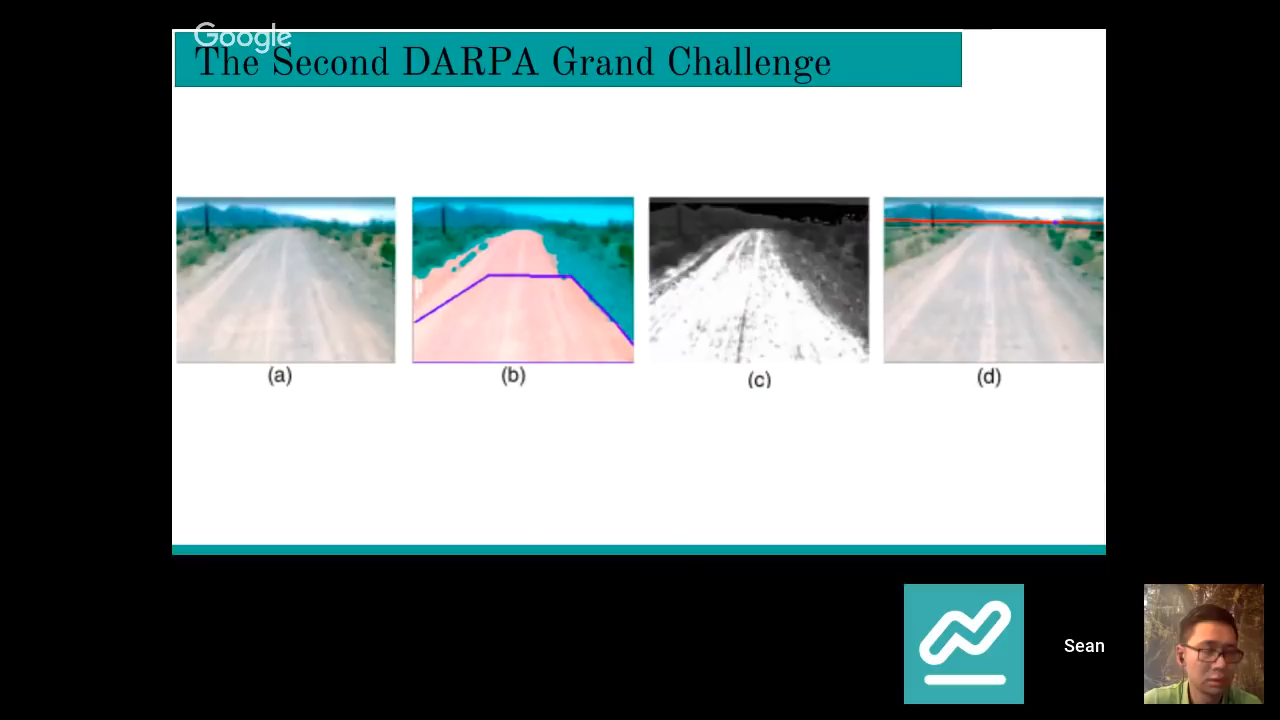 Google
The Second DARPA Grand Challenge
(a)
(b)
(c)
(d)
Sean